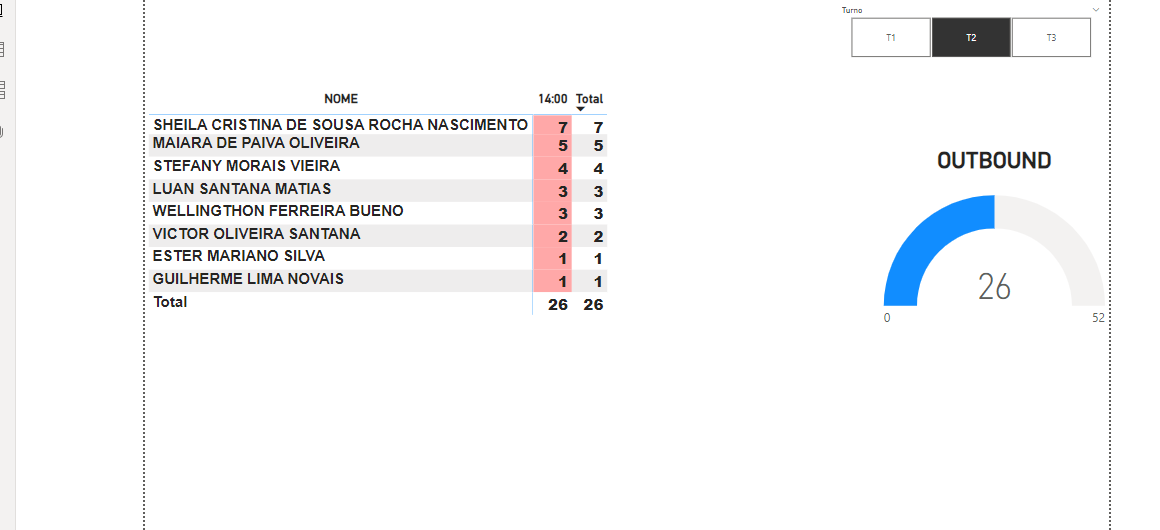 Turno
T1 T2 T3
NOME 14:00 Total
SHEILA CRISTINA DE SOUSA ROCHA NASCIMENTO 7 7
MAIARA DE PAIVA OLIVEIRA 5 5
STEFANY MORAIS VIEIRA 4 4
LUAN SANTANA MATIAS 3 3
WELLINGTHON FERREIRA BUENO 3 3
VICTOR OLIVEIRA SANTANA 2 2
ESTER MARIANO SILVA 1 1
GUILHERME LIMA NOVAIS 1 1
Total 26 26
OUTBOUND
26
0 52